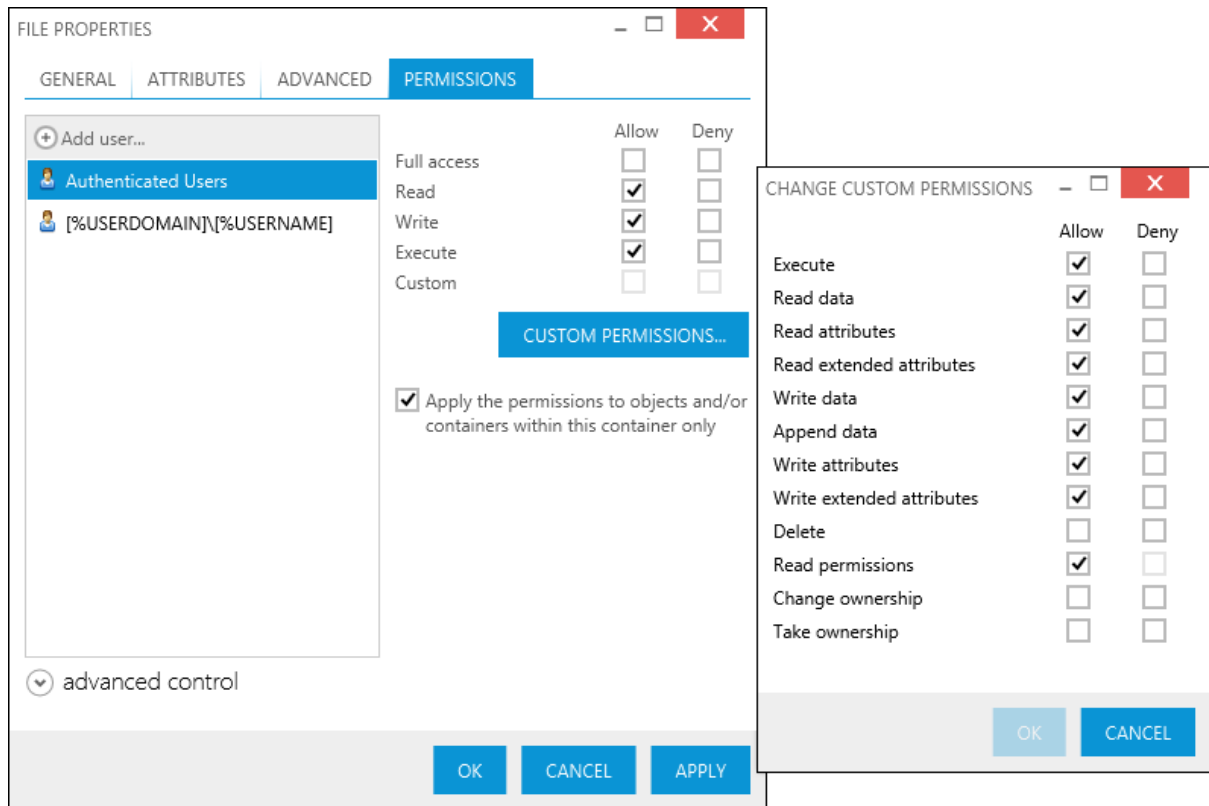 FILE PROPERTIES
GENERAL ATTRIBUTES ADVANCED PERMISSIONS
Add user...
Authenticated Users
[%USERDOMAIN]\[%USERNAME]
Allow Deny
Full access
Read
Write
Execute
Custom
CUSTOM PERMISSIONS...
Apply the permissions to objects and/or
containers within this container only
advanced control
OK CANCEL APPLY
CHANGE CUSTOM PERMISSIONS
Allow Deny
Execute
Read data
Read attributes
Read extended attributes
Write data
Append data
Write attributes
Write extended attributes
Delete
Read permissions
Change ownership
Take ownership
OK CANCEL